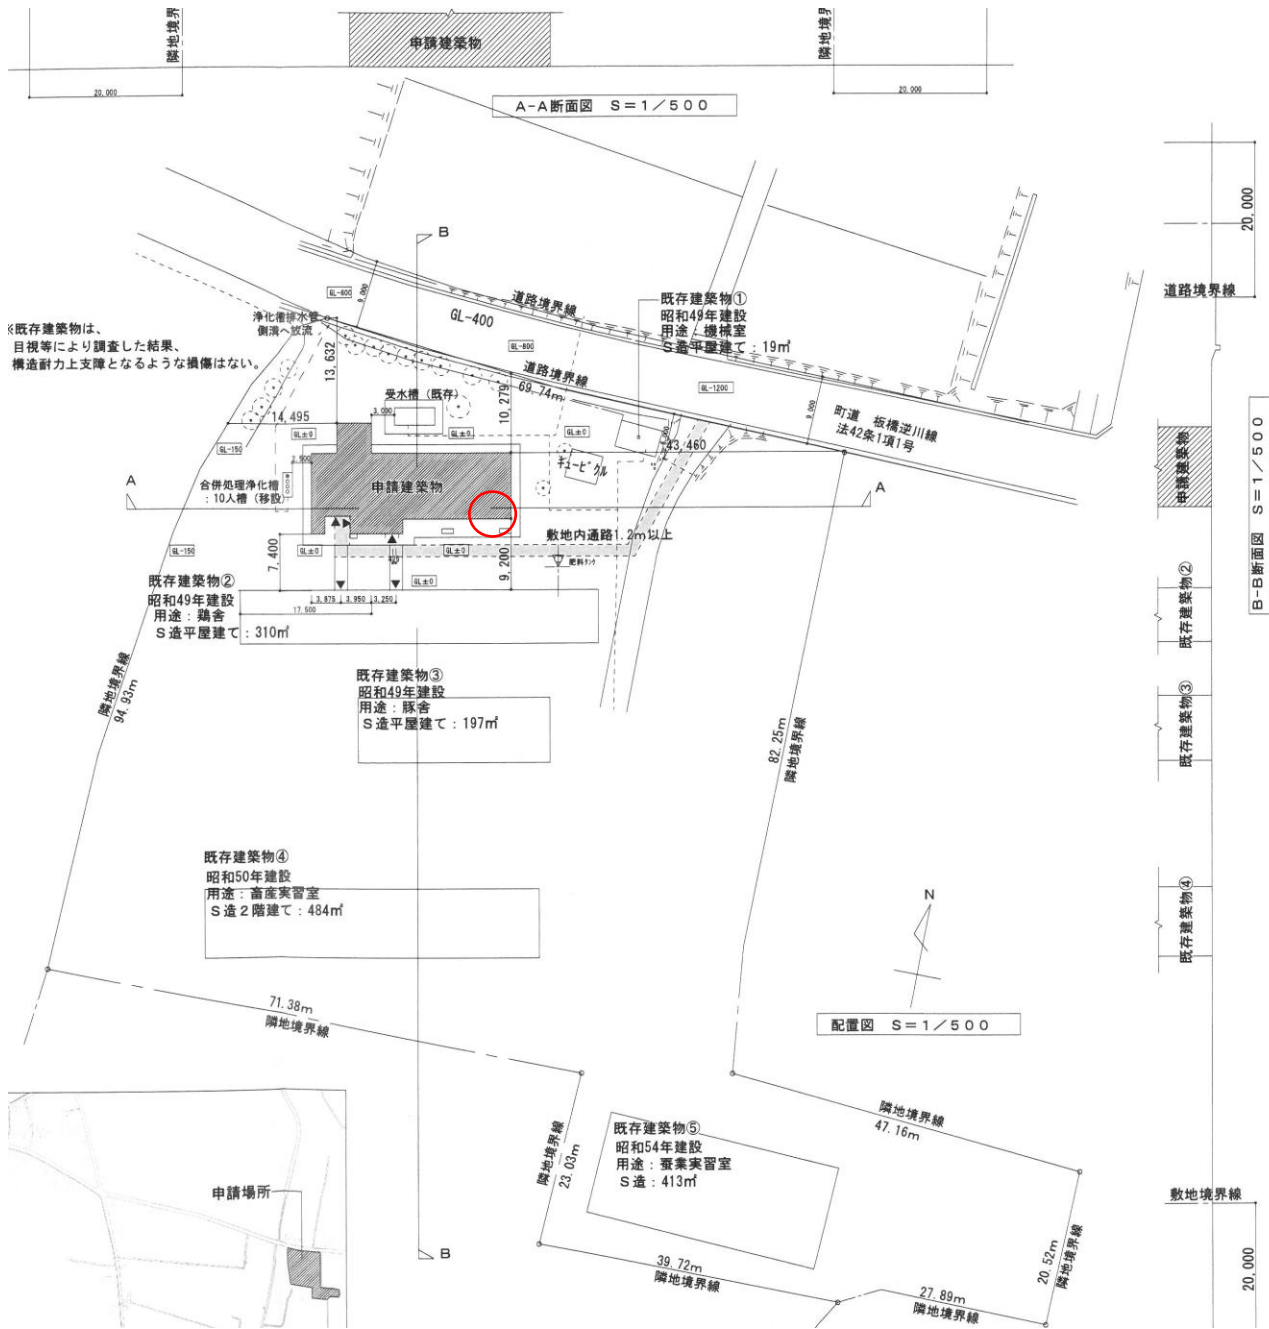 隣地境界
申請建築物
隣地境界
20,000
20,000
A-A断面図 S=1/500
20,000
B
道路境界線
GL-600
9,000
道路境界線
GL-400
既存建築物①
昭和49年建設
用途：機械室
S造平屋建て：19㎡
浄化槽排水管
側溝へ放流
※既存建築物は、
目視等により調査した結果、
構造耐力上支障となるような損傷はない。
13,632
GL-800
道路境界線
69.74m
GL-1200
10,279
9,000
町道 板橋逆川線
法42条1項1号
受水槽（既存）
3,000
14,495
GL±0
GL±0
GL±0
43,460
GL-150
2,500
キュービクル
合併処理浄化槽
：10人槽（移設）
申請建築物
申請建築物
A
A
B-B断面図 S=1/500
敷地内通路1.2m以上
GL-150
GL±0
GL±0
7,400
9,200
肥料タンク
GL±0
既存建築物②
昭和49年建設
用途：鶏舎
S造平屋建て：310㎡
3,875
3,950
3,250
17,500
既存建築物②
既存建築物③
昭和49年建設
用途：豚舎
S造平屋建て：197㎡
既存建築物③
隣地境界線
94.93m
82.25m
隣地境界線
既存建築物④
昭和50年建設
用途：畜産実習室
S造2階建て：484㎡
既存建築物④
N
71.38m
隣地境界線
配置図 S=1/500
隣地境界線
47.16m
既存建築物⑤
昭和54年建設
用途：蚕業実習室
S造：413㎡
隣地境界線
23.03m
申請場所
敷地境界線
B
39.72m
隣地境界線
20.52m
隣地境界線
27.89m
隣地境界線
20,000